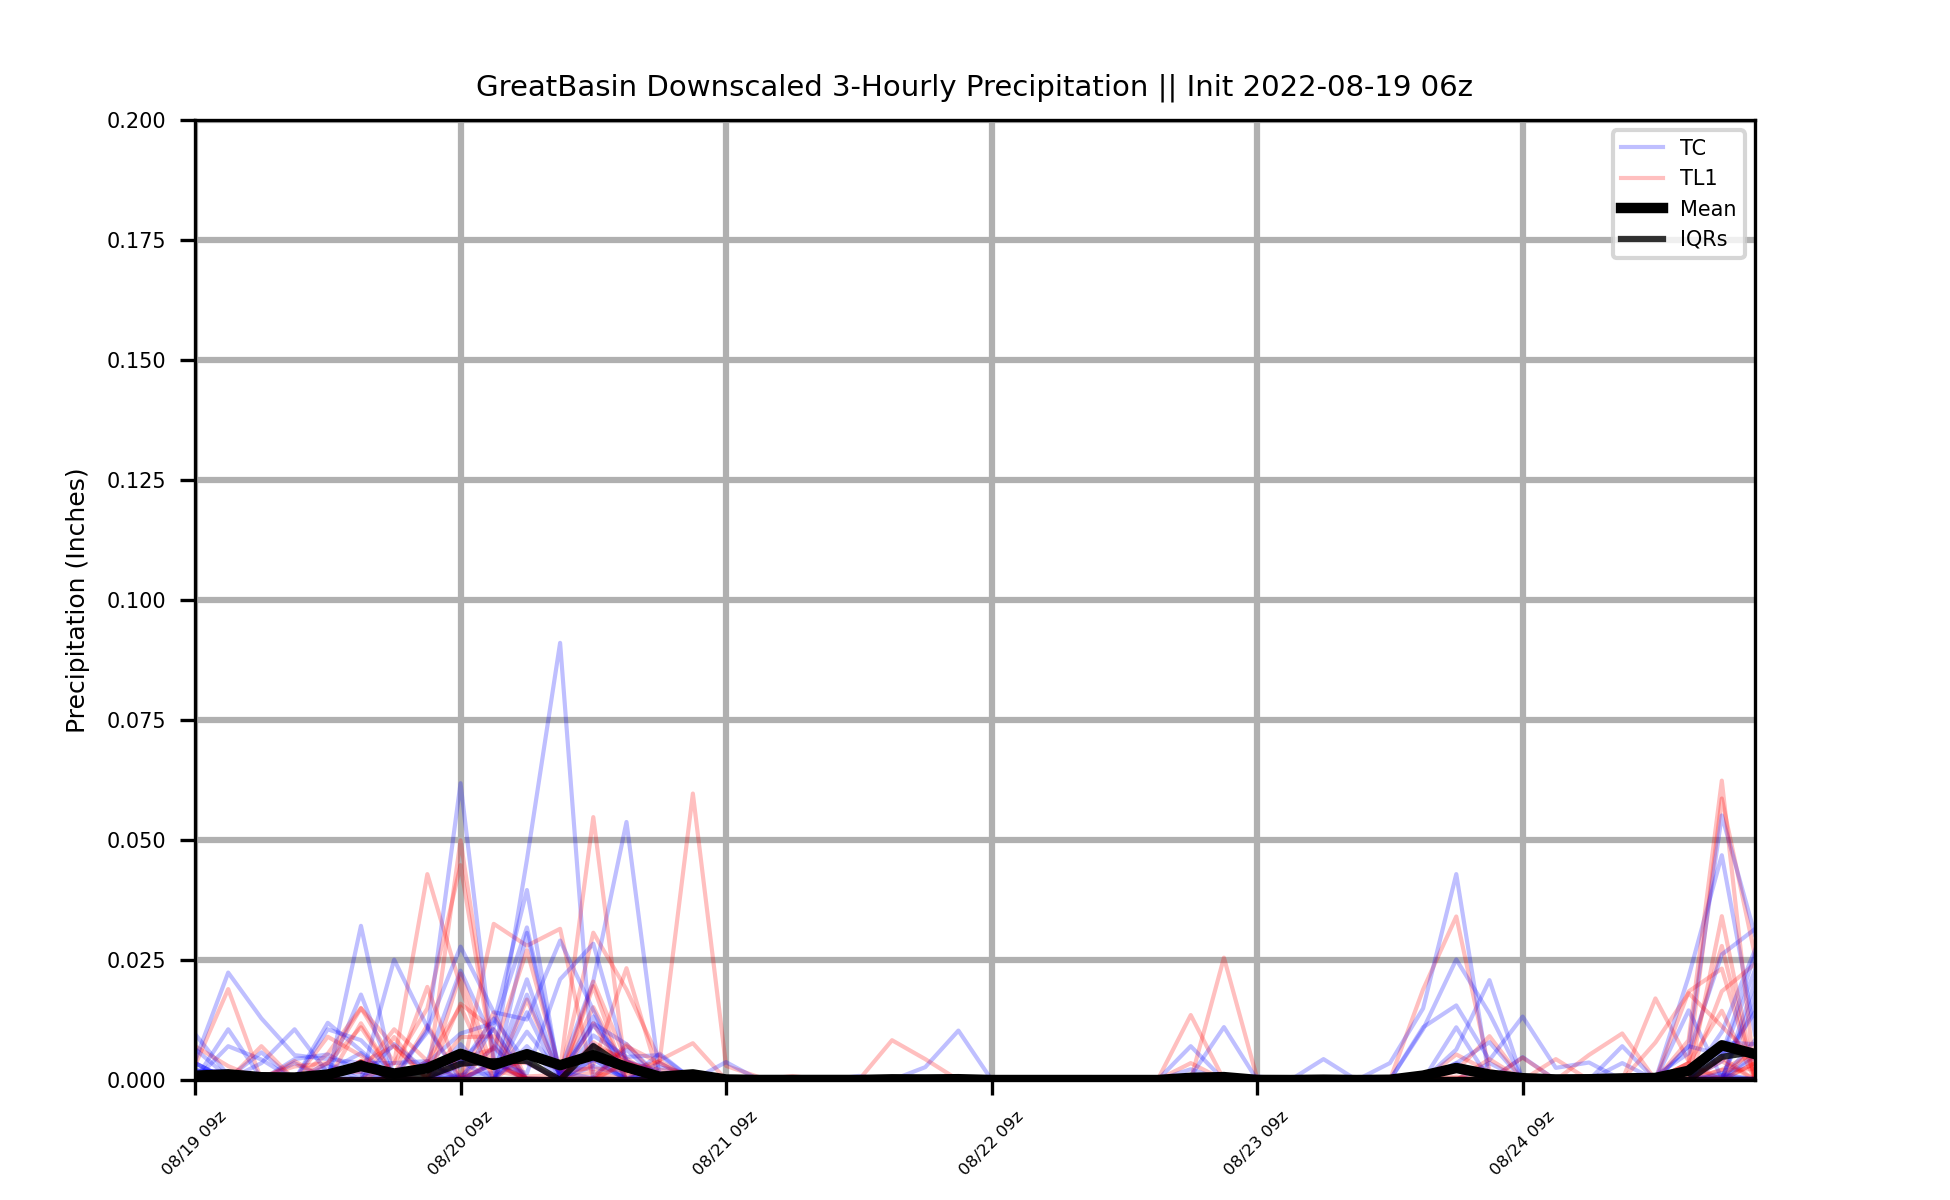 GreatBasin Downscaled 3-Hourly Precipitation || Init 2022-08-19 06z
TC
TL1
Mean
IQRs
Precipitation (Inches)
0.200
0.175
0.150
0.125
0.100
0.075
0.050
0.025
0.000
08/19 09z
08/20 09z
08/21 09z
08/22 09z
08/23 09z
08/24 09z